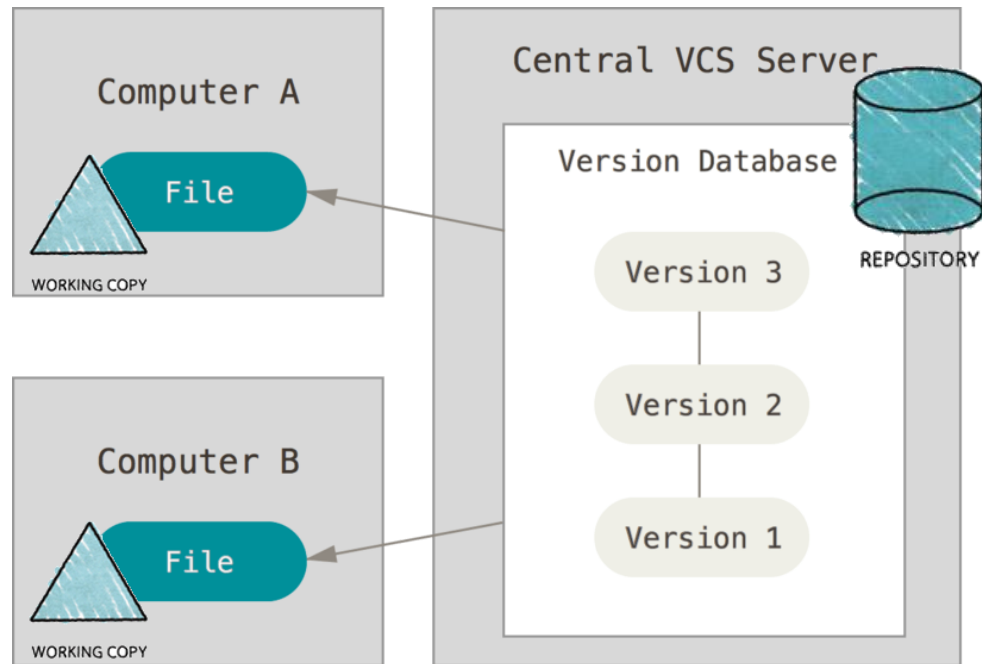 Computer A
File
WORKING COPY
Computer B
File
WORKING COPY
Central VCS Server
Version Database
REPOSITORY
Version 3
Version 2
Version 1